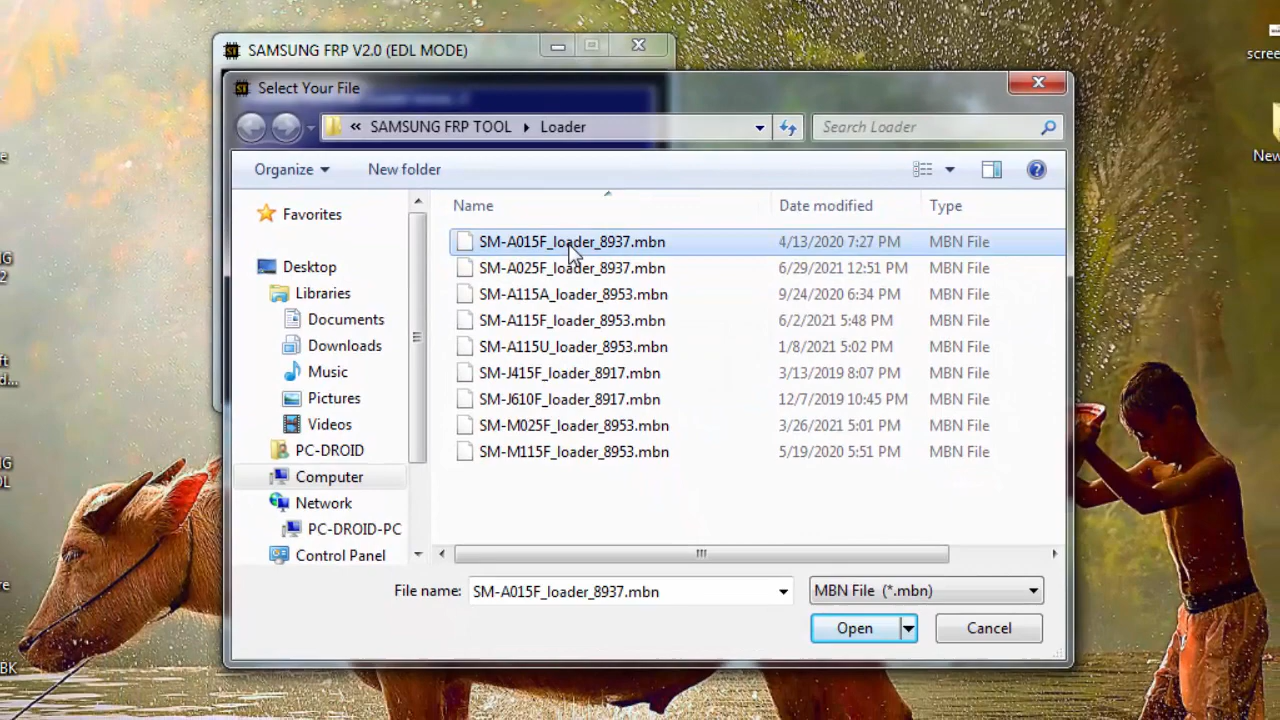 scree
SAMSUNG FRP V2.0 (EDL MODE)
Select Your File
SAMSUNG FRP TOOL
Loader
Search Loader
Organize
New folder
Name
Date modified
Type
Favorites
Desktop
Libraries
Documents
Downloads
Music
Pictures
Videos
PC-DROID
Computer
Network
PC-DROID-PC
Control Panel
SM-A015F_loader_8937.mbn 4/13/2020 7:27 PM MBN File
SM-A025F_loader_8937.mbn 6/29/2021 12:51 PM MBN File
SM-A115A_loader_8953.mbn 9/24/2020 6:34 PM MBN File
SM-A115F_loader_8953.mbn 6/2/2021 5:48 PM MBN File
SM-A115U_loader_8953.mbn 1/8/2021 5:02 PM MBN File
SM-J415F_loader_8917.mbn 3/13/2019 8:07 PM MBN File
SM-J610F_loader_8917.mbn 12/7/2019 10:45 PM MBN File
SM-M025F_loader_8953.mbn 3/26/2021 5:01 PM MBN File
SM-M115F_loader_8953.mbn 5/19/2020 5:51 PM MBN File
File name: SM-A015F_loader_8937.mbn MBN File (*.mbn)
Open
Cancel
New